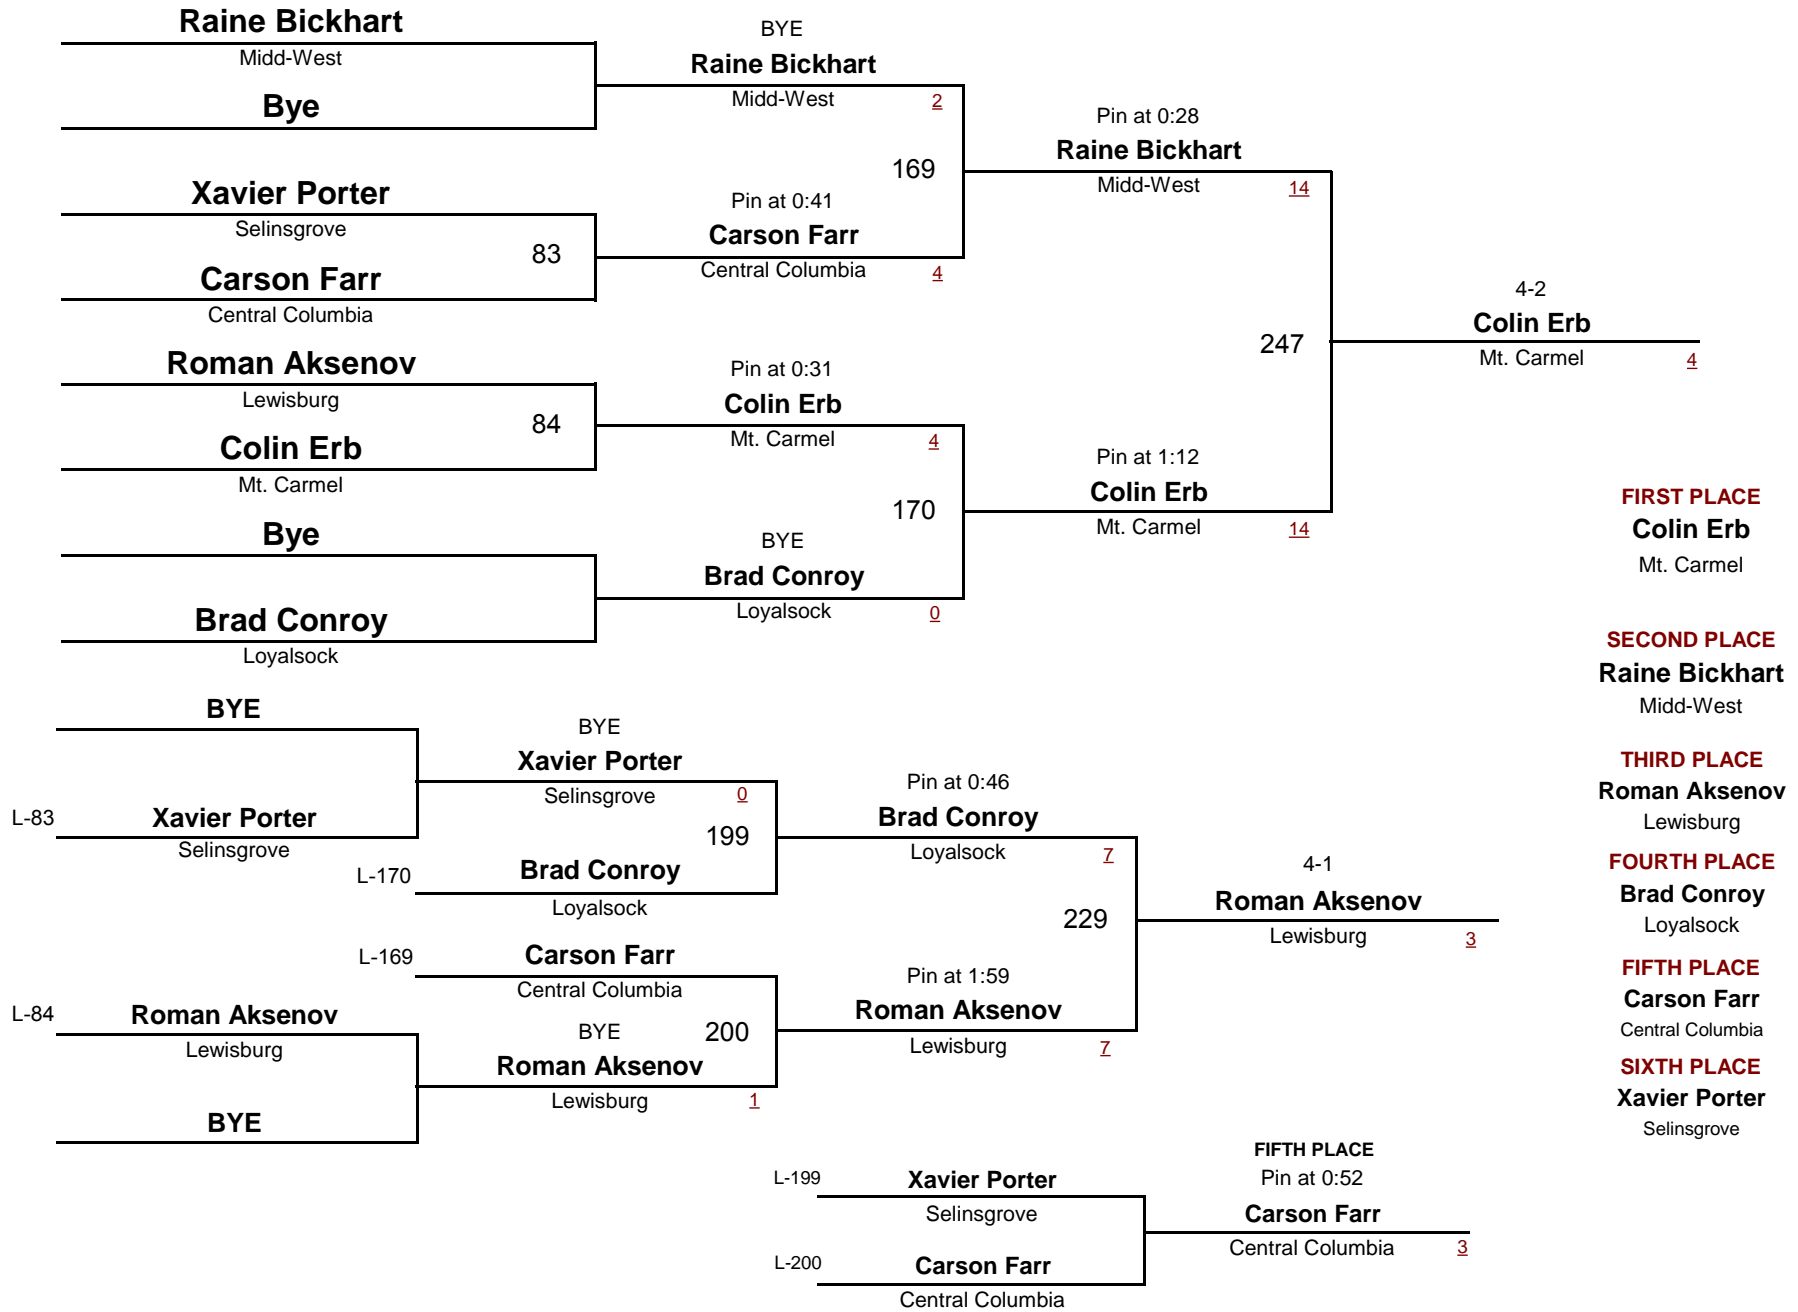 Raine Bickhart
Midd-West
Bye
Xavier Porter
Selinsgrove
83
Carson Farr
Central Columbia
Roman Aksenov
Lewisburg
84
Colin Erb
Mt. Carmel
Bye
Brad Conroy
Loyalsock
BYE
Raine Bickhart
Midd-West
2
169
Pin at 0:41
Carson Farr
Central Columbia
4
Pin at 0:31
Colin Erb
Mt. Carmel
4
170
BYE
Brad Conroy
Loyalsock
0
Pin at 0:28
Raine Bickhart
Midd-West
14
247
Pin at 1:12
Colin Erb
Mt. Carmel
14
4-2
Colin Erb
Mt. Carmel
4
BYE
L-83
Xavier Porter
Selinsgrove
L-84
Roman Aksenov
Lewisburg
BYE
BYE
Xavier Porter
Selinsgrove
0
199
L-170
Brad Conroy
Loyalsock
L-169
Carson Farr
Central Columbia
BYE
200
Roman Aksenov
Lewisburg
1
Pin at 0:46
Brad Conroy
Loyalsock
7
229
Pin at 1:59
Roman Aksenov
Lewisburg
7
4-1
Roman Aksenov
Lewisburg
3
L-199
Xavier Porter
Selinsgrove
L-200
Carson Farr
Central Columbia
FIFTH PLACE
Pin at 0:52
Carson Farr
Central Columbia
3
FIRST PLACE
Colin Erb
Mt. Carmel
SECOND PLACE
Raine Bickhart
Midd-West
THIRD PLACE
Roman Aksenov
Lewisburg
FOURTH PLACE
Brad Conroy
Loyalsock
FIFTH PLACE
Carson Farr
Central Columbia
SIXTH PLACE
Xavier Porter
Selinsgrove